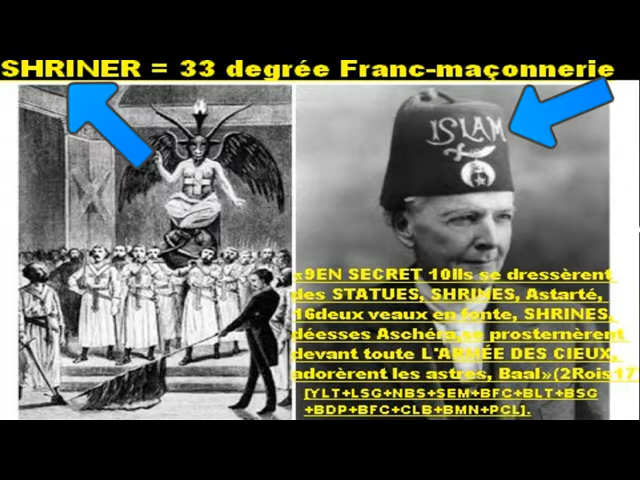 SHRINER = 33 degrée Franc-maçonnerie
ISLAM
«9EN SECRET 10Ils se dressèrent
des STATUES, SHRINES, Astarté,
16deux veaux en fonte, SHRINES,
déesses Aschéra,se prosternèrent
devant toute L'ARMÉE DES CIEUX,
adorèrent les astres, Baal»(2Rois17)
[YLT+LSG+NBS+SEM+BFC+BLT+BSG
+BDP+BFC+CLB+BMN+PCL].